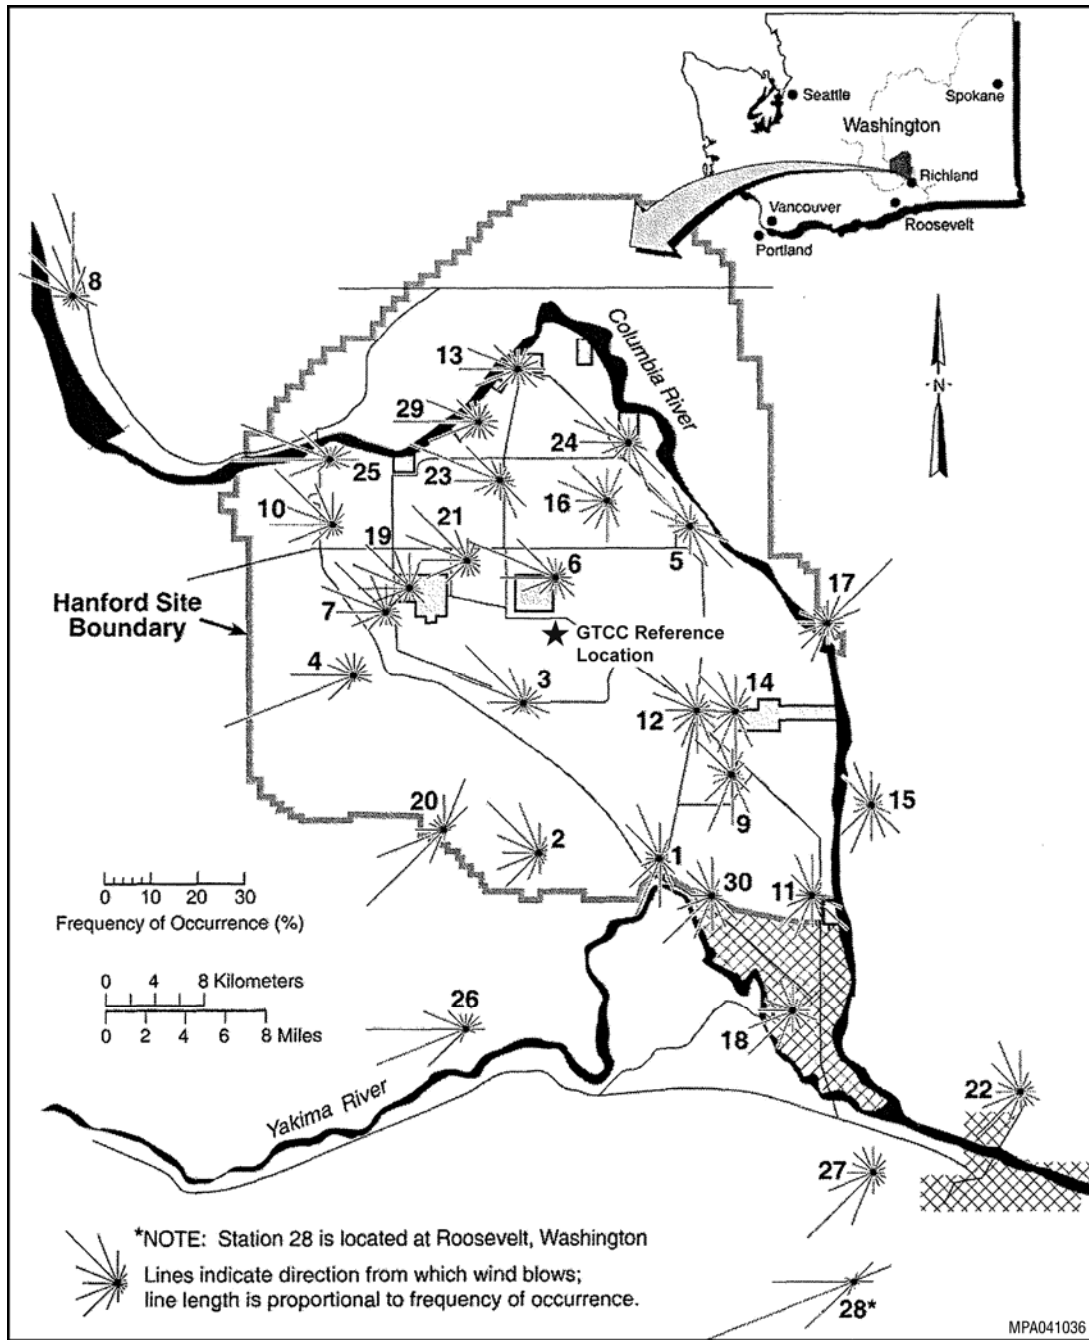 Seattle
Spokane
Washington
Richland
Vancouver
Roosevelt
Portland
8
-N-
Columbia River
13
29
24
25
23
16
10
21
19
6
5
17
7
Hanford Site
Boundary
GTCC Reference
Location
4
3
14
12
15
20
2
9
1
30
11
0 10 20 30
Frequency of Occurrence (%)
0 4 8 Kilometers
0 2 4 6 8 Miles
26
18
22
Yakima River
27
*NOTE: Station 28 is located at Roosevelt, Washington
Lines indicate direction from which wind blows;
line length is proportional to frequency of occurrence.
28*
MPA041036